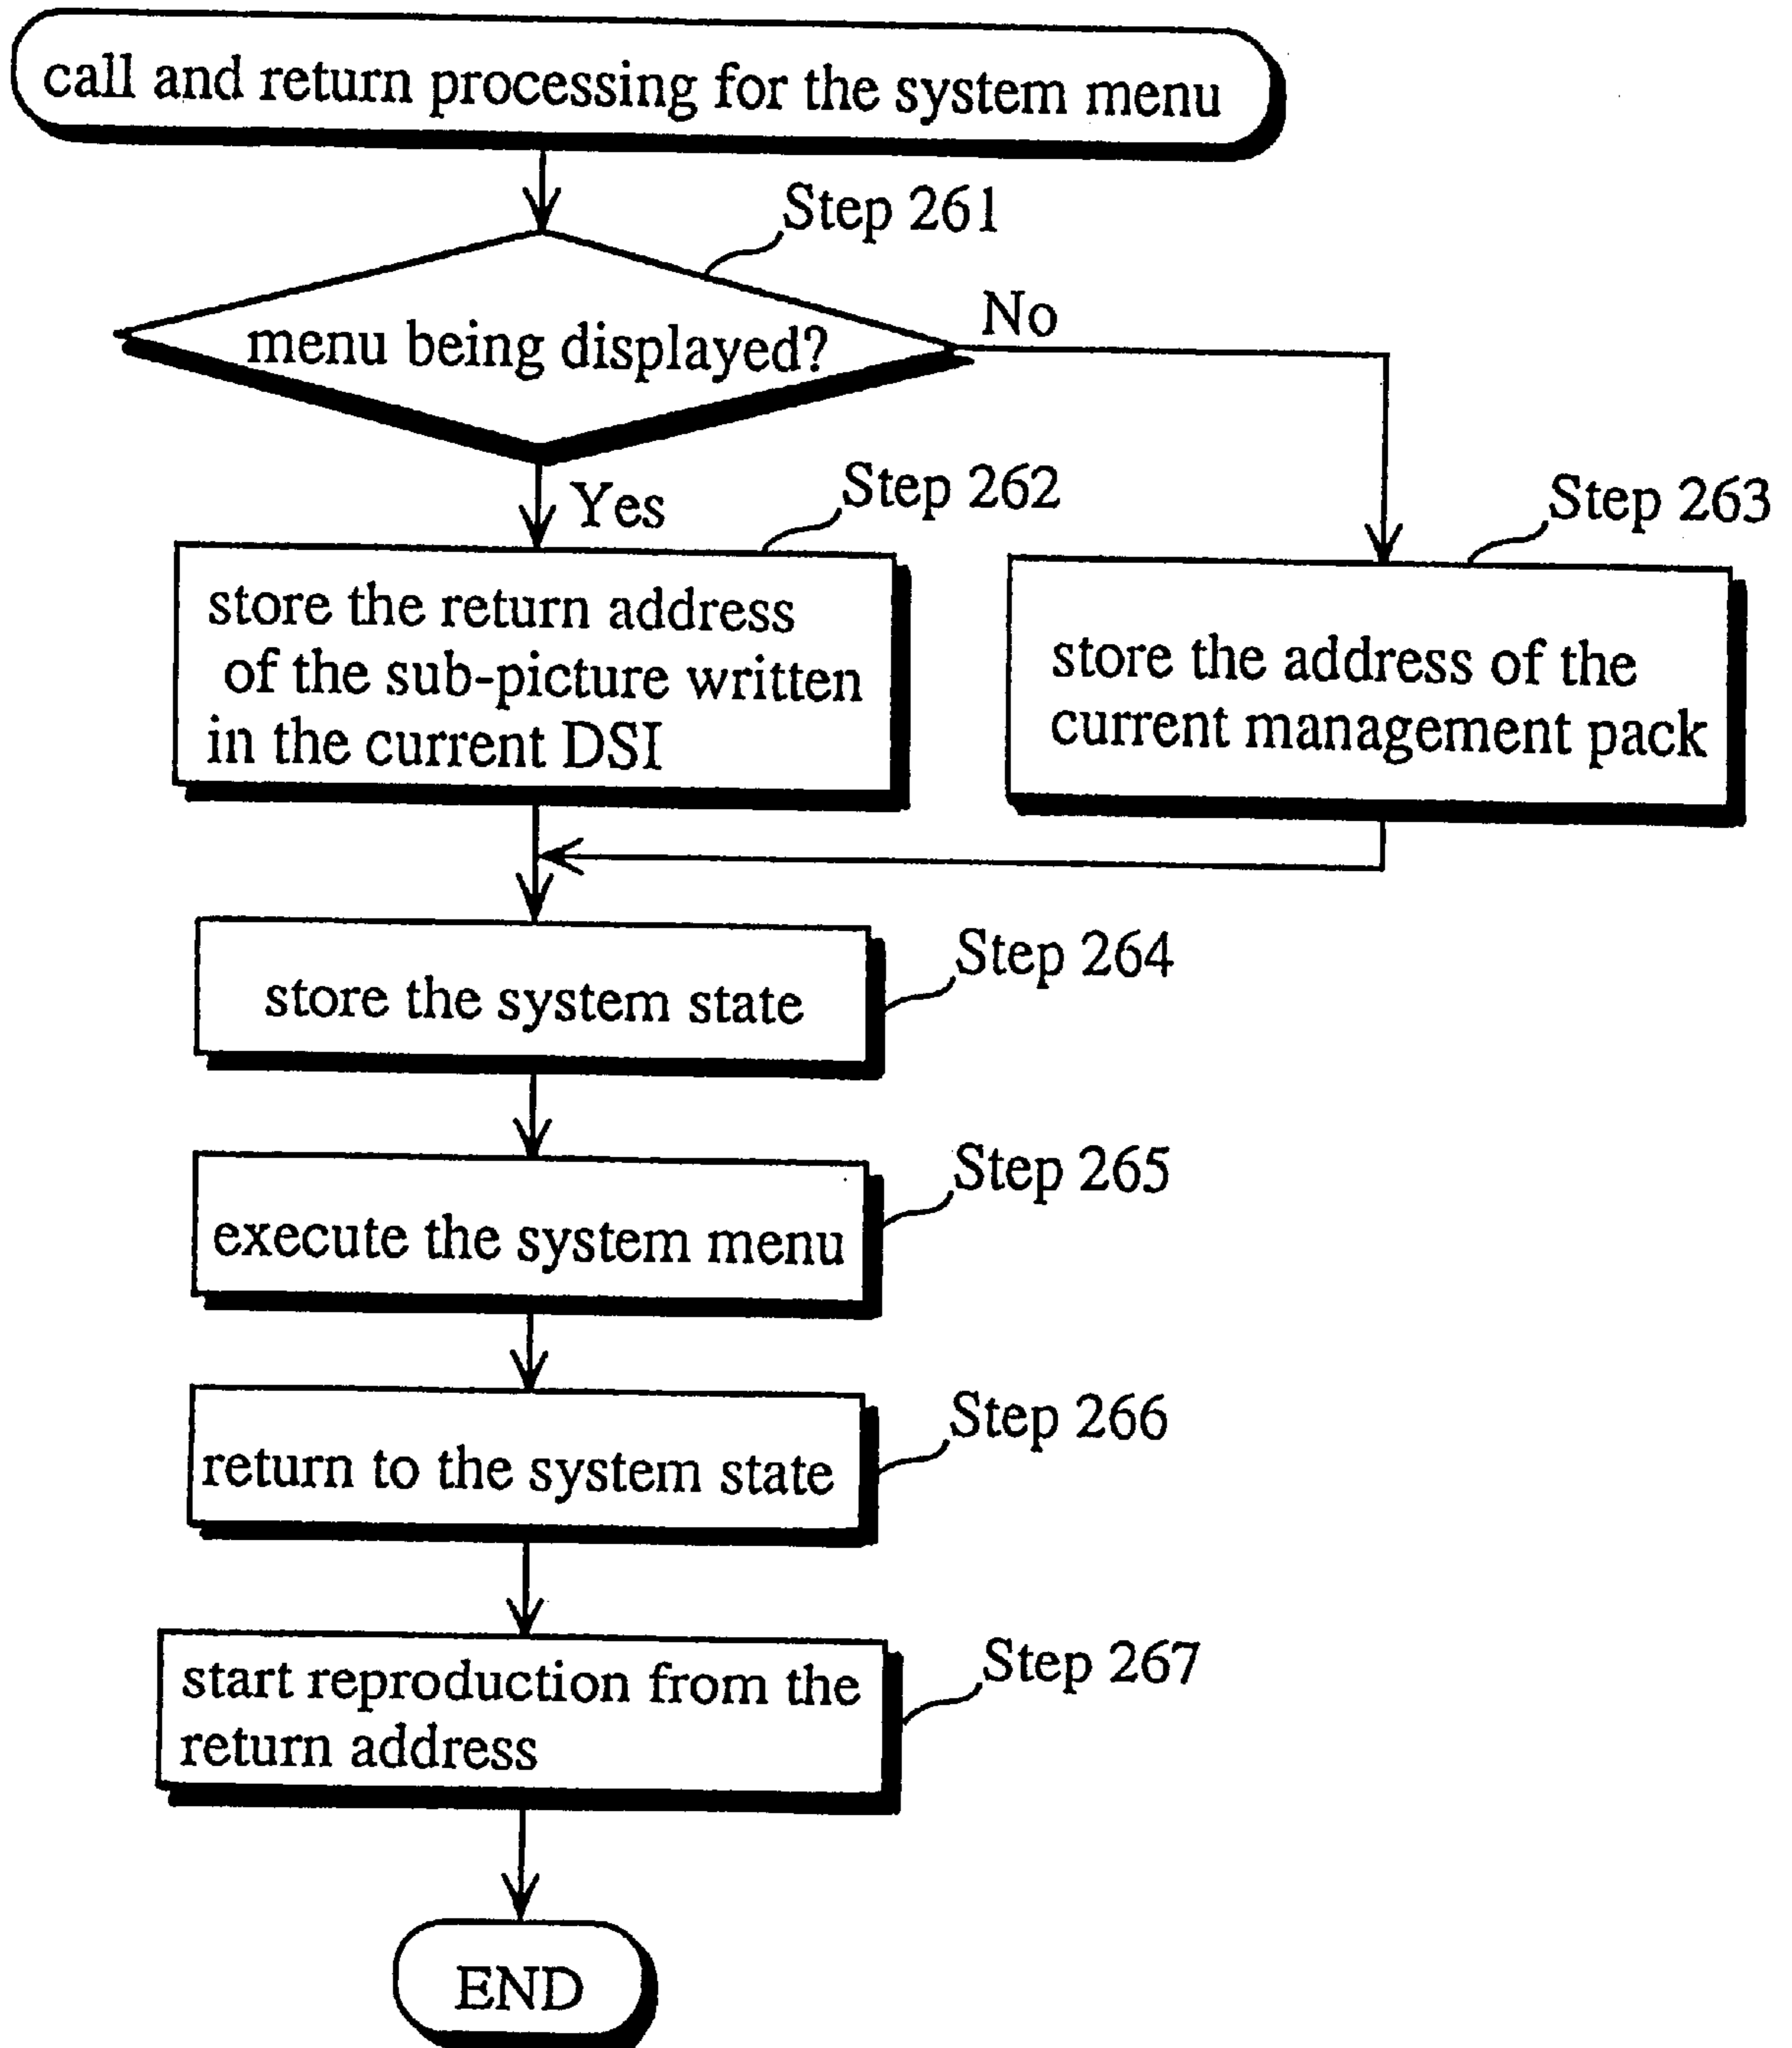 call and return processing for the system menu
Step 261
menu being displayed?
No
Yes
Step 262
store the return address
of the sub-picture written
in the current DSI
Step 263
store the address of the
current management pack
Step 264
store the system state
Step 265
execute the system menu
Step 266
return to the system state
Step 267
start reproduction from the
return address
END